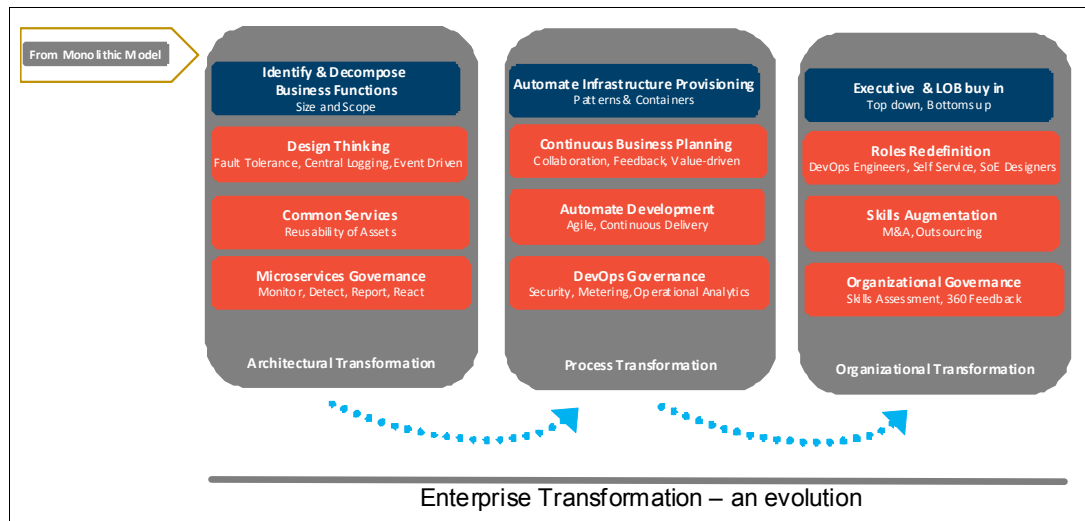 From Monolithic Model
Identify & Decompose
Business Functions
Size and Scope
Design Thinking
Fault Tolerance, Central Logging, Event Driven
Common Services
Reusability of Assets
Microservices Governance
Monitor, Detect, Report, React
Architectural Transformation
Automate Infrastructure Provisioning
Patterns & Containers
Continuous Business Planning
Collaboration, Feedback, Value-driven
Automate Development
Agile, Continuous Delivery
DevOps Governance
Security, Metering, Operational Analytics
Process Transformation
Executive & LOB buy in
Top down, Bottoms up
Roles Redefinition
DevOps Engineers, Self Service, SoE Designers
Skills Augmentation
M&A, Outsourcing
Organizational Governance
Skills Assessment, 360 Feedback
Organizational Transformation
Enterprise Transformation – an evolution